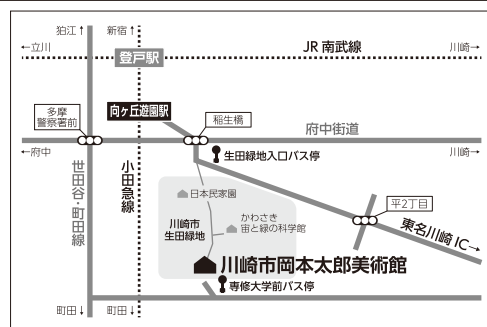 狛江↑
新宿↑
←立川
JR 南武線
川崎→
登戸駅
向ヶ丘遊園駅
多摩
警察署前
稲生橋
府中街道
生田緑地入口バス停
←府中
川崎→
世田谷・町田線
小田急線
日本民家園
川崎市
生田緑地
かわさき
宙と緑の科学館
平2丁目
東名川崎 IC→
川崎市岡本太郎美術館
専修大学前バス停
町田↓
町田↓